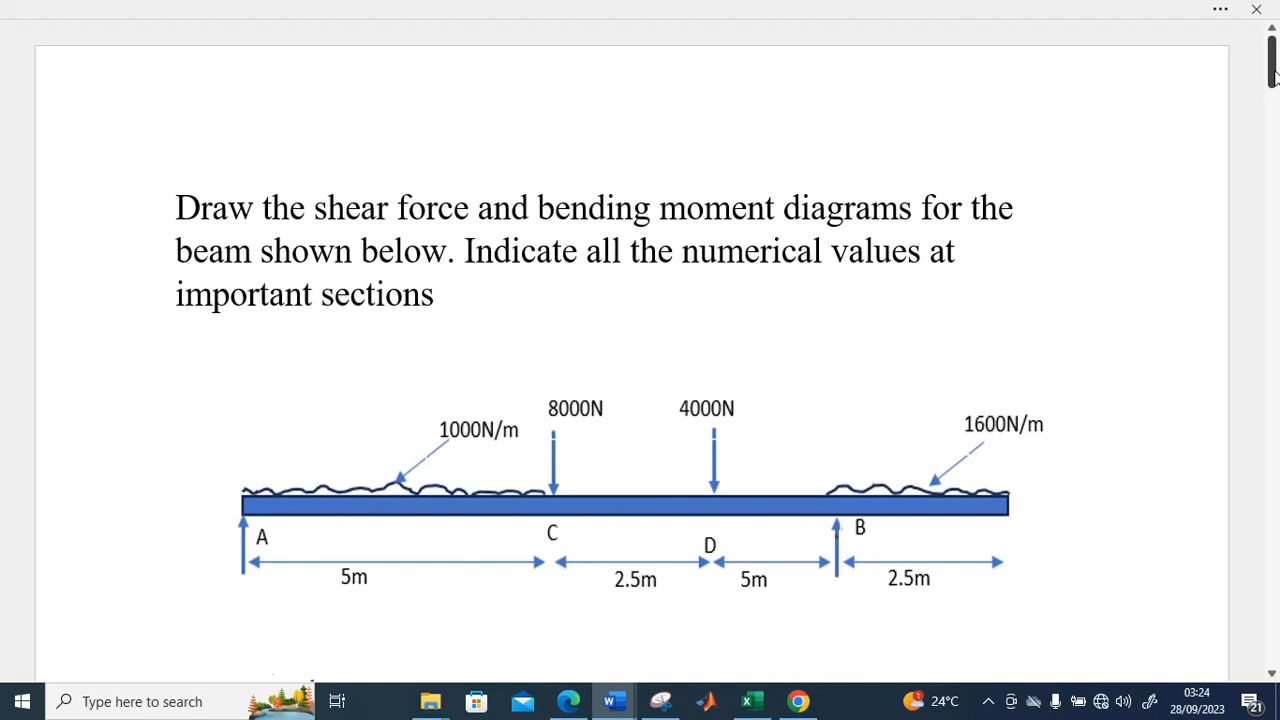 Draw the shear force and bending moment diagrams for the
beam shown below. Indicate all the numerical values at
important sections
8000N
4000N
1000N/m
1600N/m
A
C
D
B
5m
2.5m
5m
2.5m
Type here to search
24°C
03:24
28/09/2023
1
21